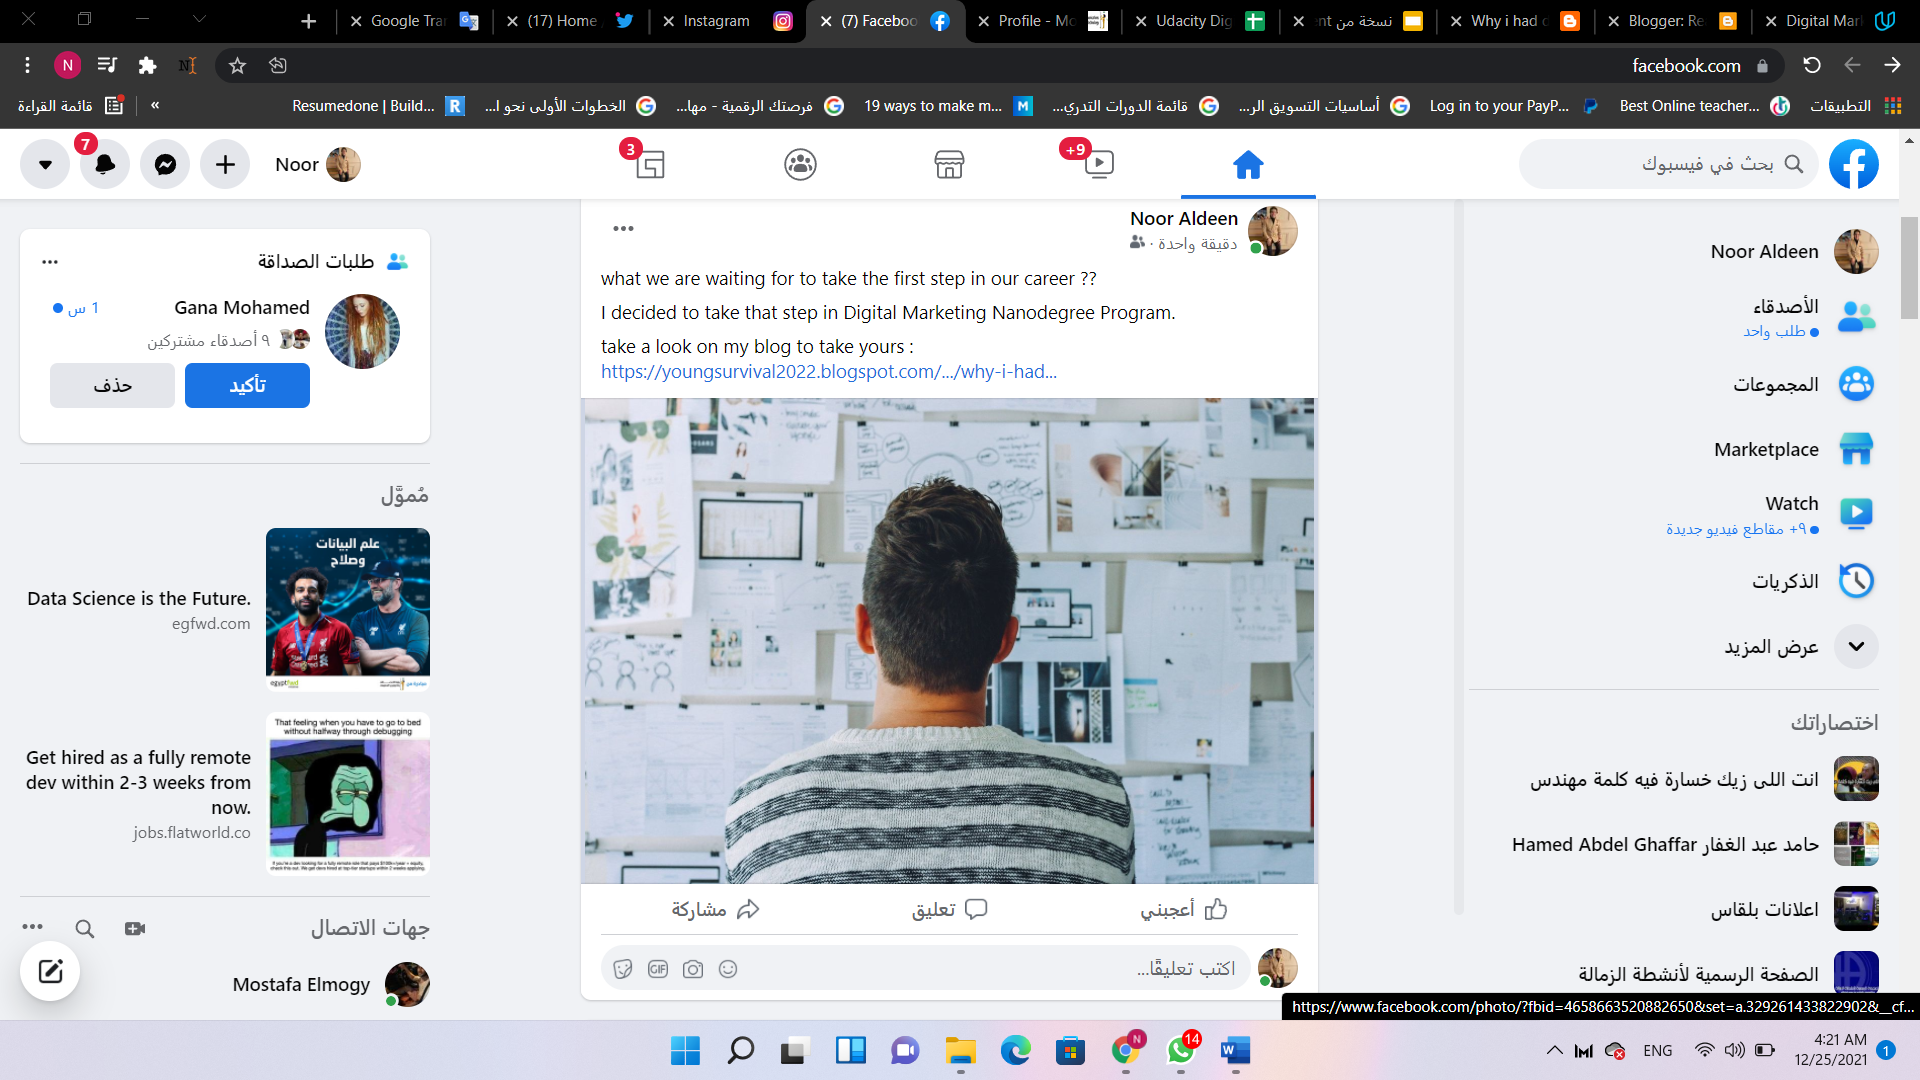 Google Tra
(17) Home
Instagram
(7) Faceboo
Profile - Mo
Udacity Dig
نسخة من
Why i had
Blogger: Re
Digital Mar
N
facebook.com
قائمة القراءة
«
Resumedone | Build...
الخطوات الأولى نحو ا...
فرصتك الرقمية - مها...
19 ways to make m...
قائمة الدورات التدري...
أساسيات التسويق الر...
Log in to your PayP...
Best Online teacher...
التطبيقات
7
Noor
3
+9
بحث في فيسبوك
طلبات الصداقة
Gana Mohamed
1 س
٩ أصدقاء مشتركين
تأكيد
حذف
مُموَّل
علم البيانات
وصلاح
Data Science is the Future.
egfwd.com
That feeling when you have to go to bed
without halfway through debugging
Get hired as a fully remote
dev within 2-3 weeks from
now.
jobs.flatworld.co
جهات الاتصال
Mostafa Elmogy
Noor Aldeen
دقيقة واحدة ·
what we are waiting for to take the first step in our career ??
I decided to take that step in Digital Marketing Nanodegree Program.
take a look on my blog to take yours :
https://youngsurvival2022.blogspot.com/.../why-i-had...
أعجبني
تعليق
مشاركة
اكتب تعليقًا...
GIF
Noor Aldeen
الأصدقاء
طلب واحد
المجموعات
Marketplace
Watch
٩+ مقاطع فيديو جديدة
الذكريات
عرض المزيد
اختصاراتك
انت اللى زيك خسارة فيه كلمة مهندس
حامد عبد الغفار Hamed Abdel Ghaffar
اعلانات بلقاس
الصفحة الرسمية لأنشطة الزمالة
https://www.facebook.com/photo/?fbid=4658663520882650&set=a.329261433822902&__cf...
N
14
ENG
4:21 AM
12/25/2021
1